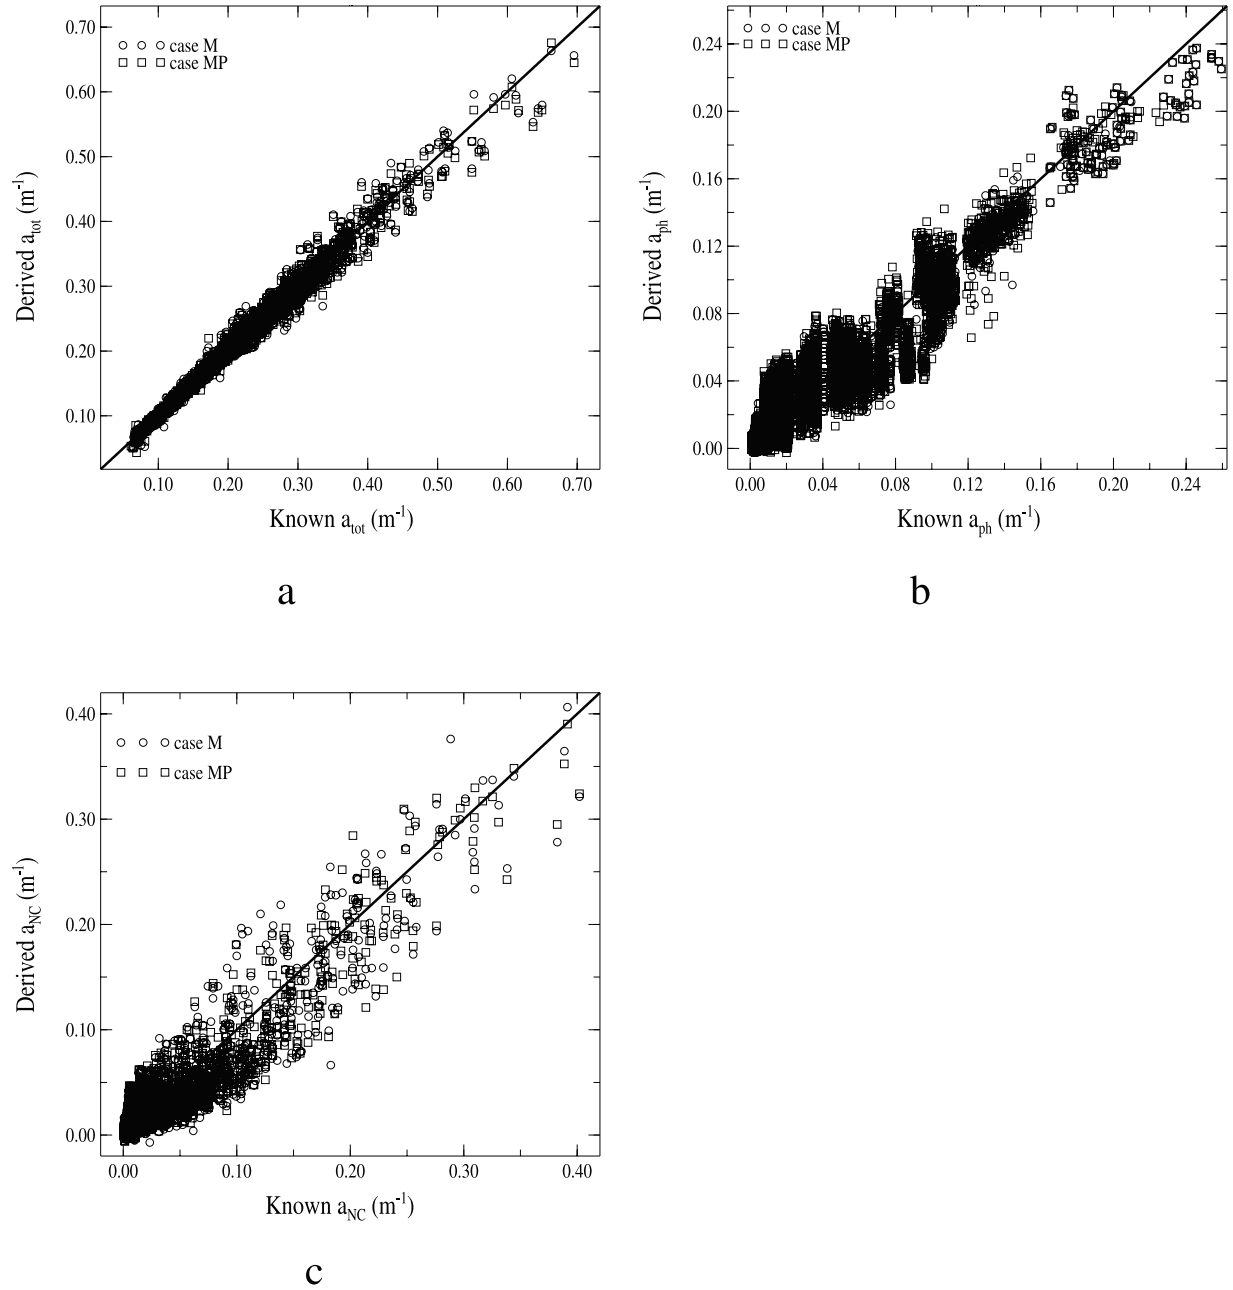 0.70
0.60
0.50
0.40
0.30
0.20
0.10
case M
case MP
Derived a_tot (m⁻¹)
0.10 0.20 0.30 0.40 0.50 0.60 0.70
Known a_tot (m⁻¹)
a
0.24
0.20
0.16
0.12
0.08
0.04
0.00
case M
case MP
Derived a_ph (m⁻¹)
0.00 0.04 0.08 0.12 0.16 0.20 0.24
Known a_ph (m⁻¹)
b
0.40
0.30
0.20
0.10
0.00
case M
case MP
Derived a_NC (m⁻¹)
0.00 0.10 0.20 0.30 0.40
Known a_NC (m⁻¹)
c